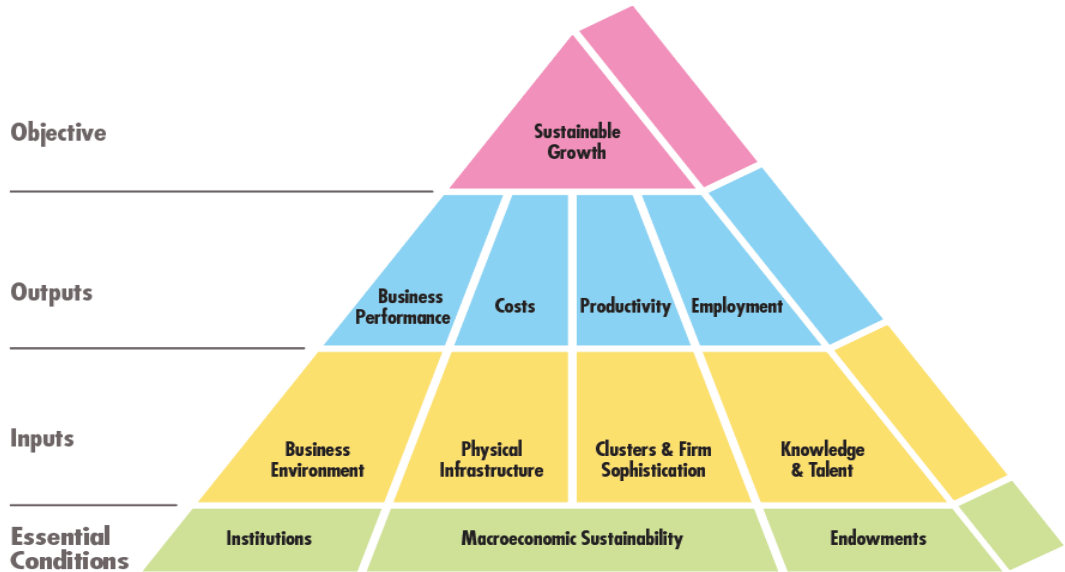 Objective
Sustainable
Growth
Outputs
Business
Performance
Costs
Productivity
Employment
Inputs
Business
Environment
Physical
Infrastructure
Clusters & Firm
Sophistication
Knowledge
& Talent
Essential
Conditions
Institutions
Macroeconomic Sustainability
Endowments